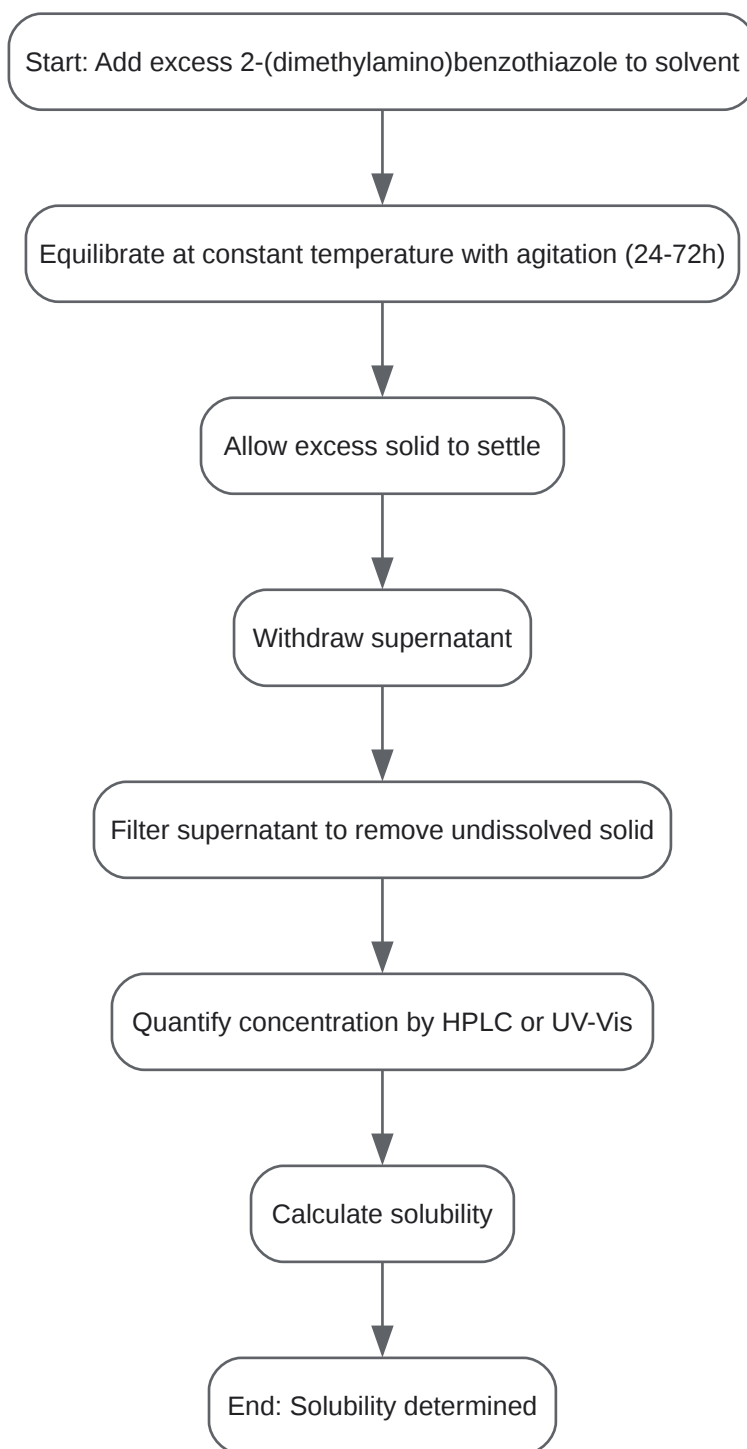 Start: Add excess 2-(dimethylamino)benzothiazole to solvent
Equilibrate at constant temperature with agitation (24-72h)
Allow excess solid to settle
Withdraw supernatant
Filter supernatant to remove undissolved solid
Quantify concentration by HPLC or UV-Vis
Calculate solubility
End: Solubility determined